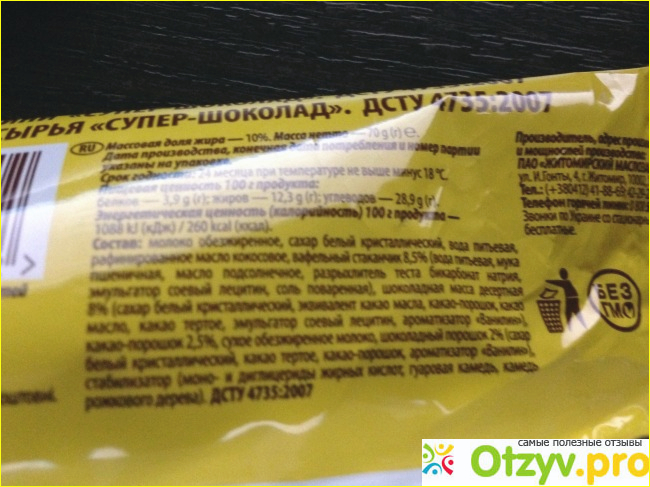 СЫРЬЯ «СУПЕР-ШОКОЛАД». ДСТУ 4735:2007
RU Массовая доля жира — 10%. Масса нетто — 70 g (г) ℮.
Дата производства, конечная дата потребления и номер партии
указаны на упаковке.
Срок годности: 24 месяца при температуре не выше минус 18 °С.
Пищевая ценность 100 г продукта:
белков — 3,9 g (г); жиров — 12,3 g (г); углеводов — 28,9 g (г).
Энергетическая ценность (калорийность) 100 г продукта —
1088 kJ (кДж) / 260 kcal (ккал).
Состав: молоко обезжиренное, сахар белый кристаллический, вода питьевая,
рафинированное масло кокосовое, вафельный стаканчик 8,5% (вода питьевая, мука
пшеничная, масло подсолнечное, разрыхлитель теста бикарбонат натрия,
эмульгатор соевый лецитин, соль поваренная), шоколадная масса десертная
8% (сахар белый кристаллический, эквивалент какао масла, какао-порошок, какао
масло, какао тертое, эмульгатор соевый лецитин, ароматизатор «Ванилин»),
какао-порошок 2,5%, сухое обезжиренное молоко, шоколадный порошок 2% (сахар
белый кристаллический, какао тертое, какао-порошок, ароматизатор «Ванилин»),
стабилизатор (моно- и диглицериды жирных кислот, гуаровая камедь, камедь
рожкового дерева). ДСТУ 4735:2007
Производитель, адрес
и мощностей производства:
ПАО «ЖИТОМИРСКИЙ
ул. И.Гонты, 4, г. Житомир,
Тел.: (+380412) 41-88-69,
Телефон горячей линии:
Звонки по Украине со
бесплатные.
БЕЗ
ГМО
самые полезные отзывы
Otzyv.pro